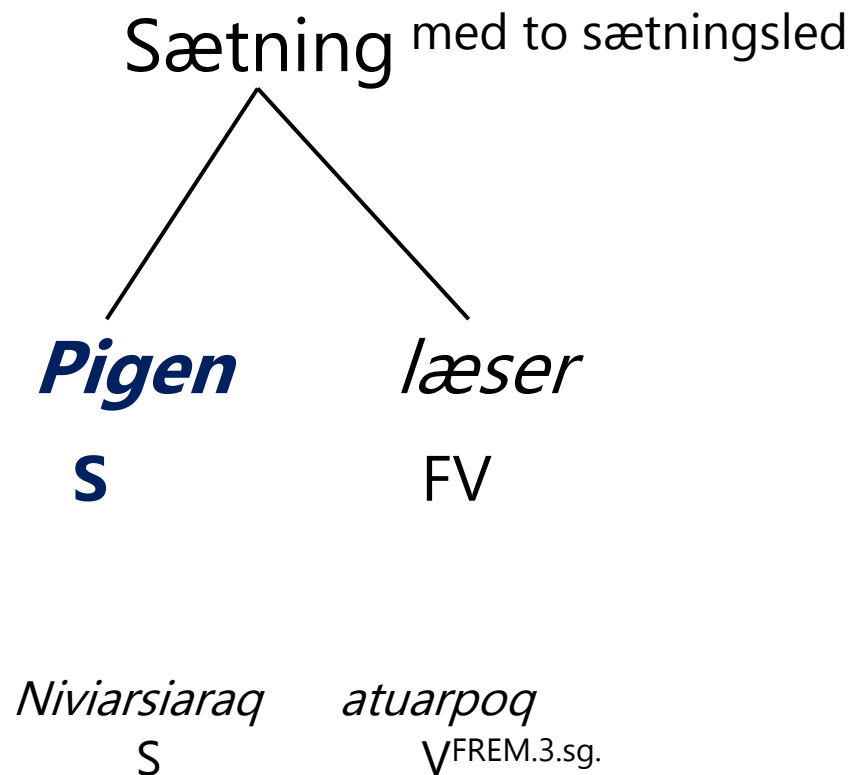 Sætning med to sætningsled
Pigen læser
S FV
Niviarsiaraq atuarpoq
S VFREM.3.sg.